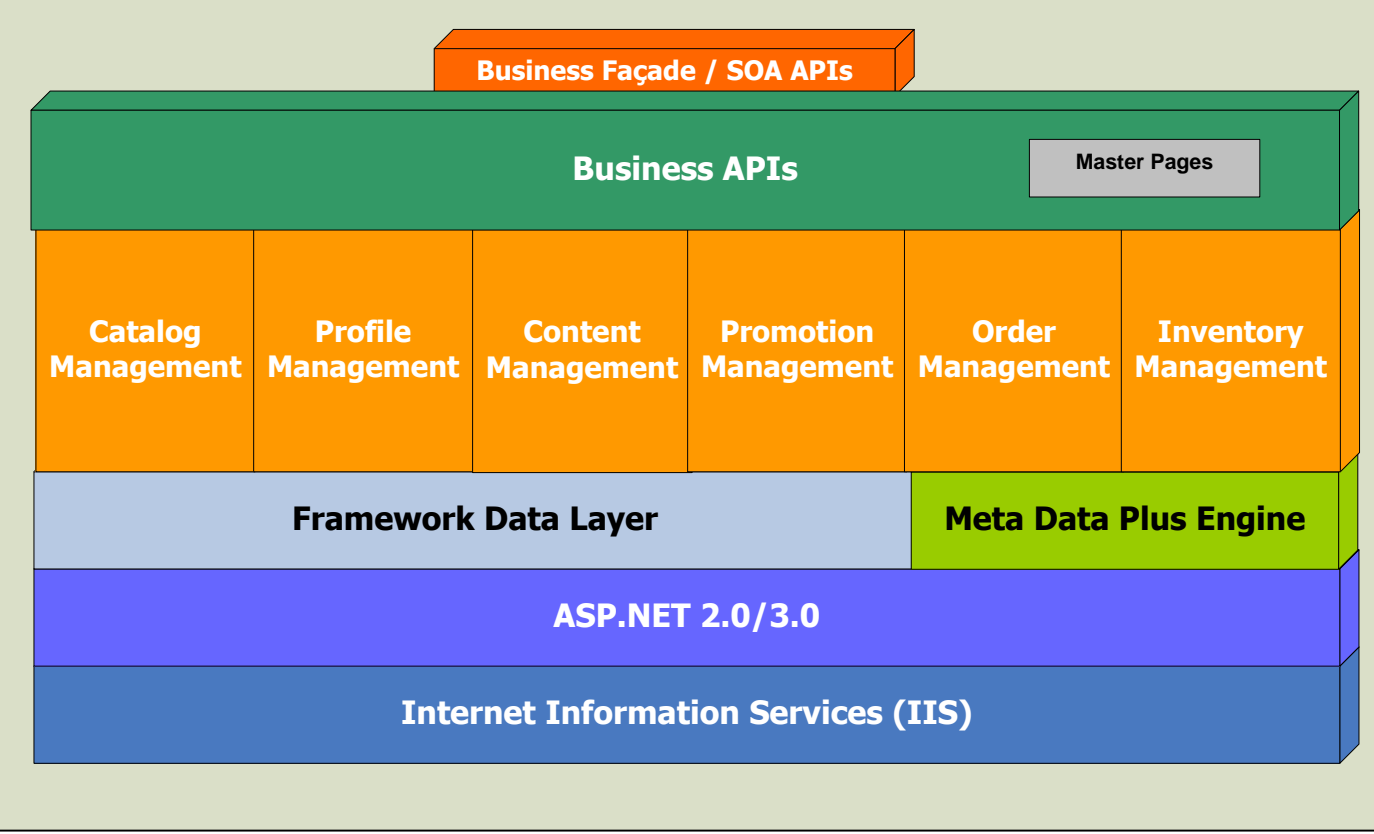 Business Façade / SOA APIs
Business APIs
Master Pages
Catalog
Management
Profile
Management
Content
Management
Promotion
Management
Order
Management
Inventory
Management
Framework Data Layer
Meta Data Plus Engine
ASP.NET 2.0/3.0
Internet Information Services (IIS)